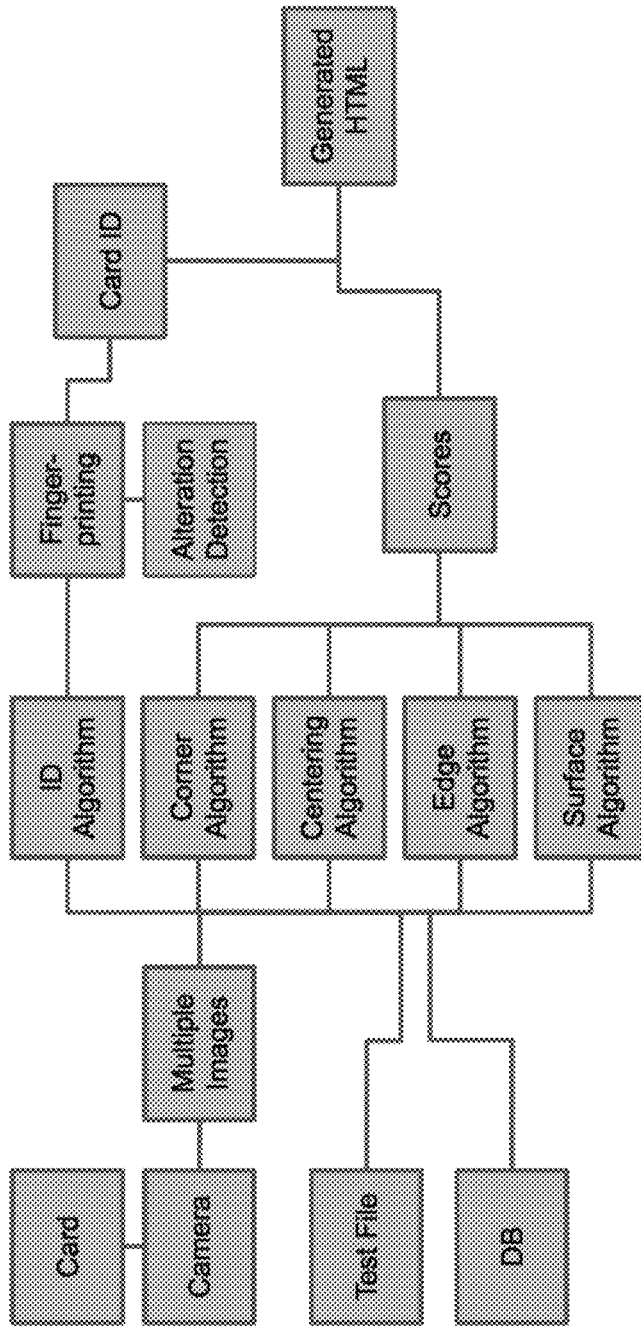 Card
Camera
Test File
DB
Multiple
Images
ID
Algorithm
Corner
Algorithm
Centering
Algorithm
Edge
Algorithm
Surface
Algorithm
Finger-
printing
Alteration
Detection
Scores
Card ID
Generated
HTML